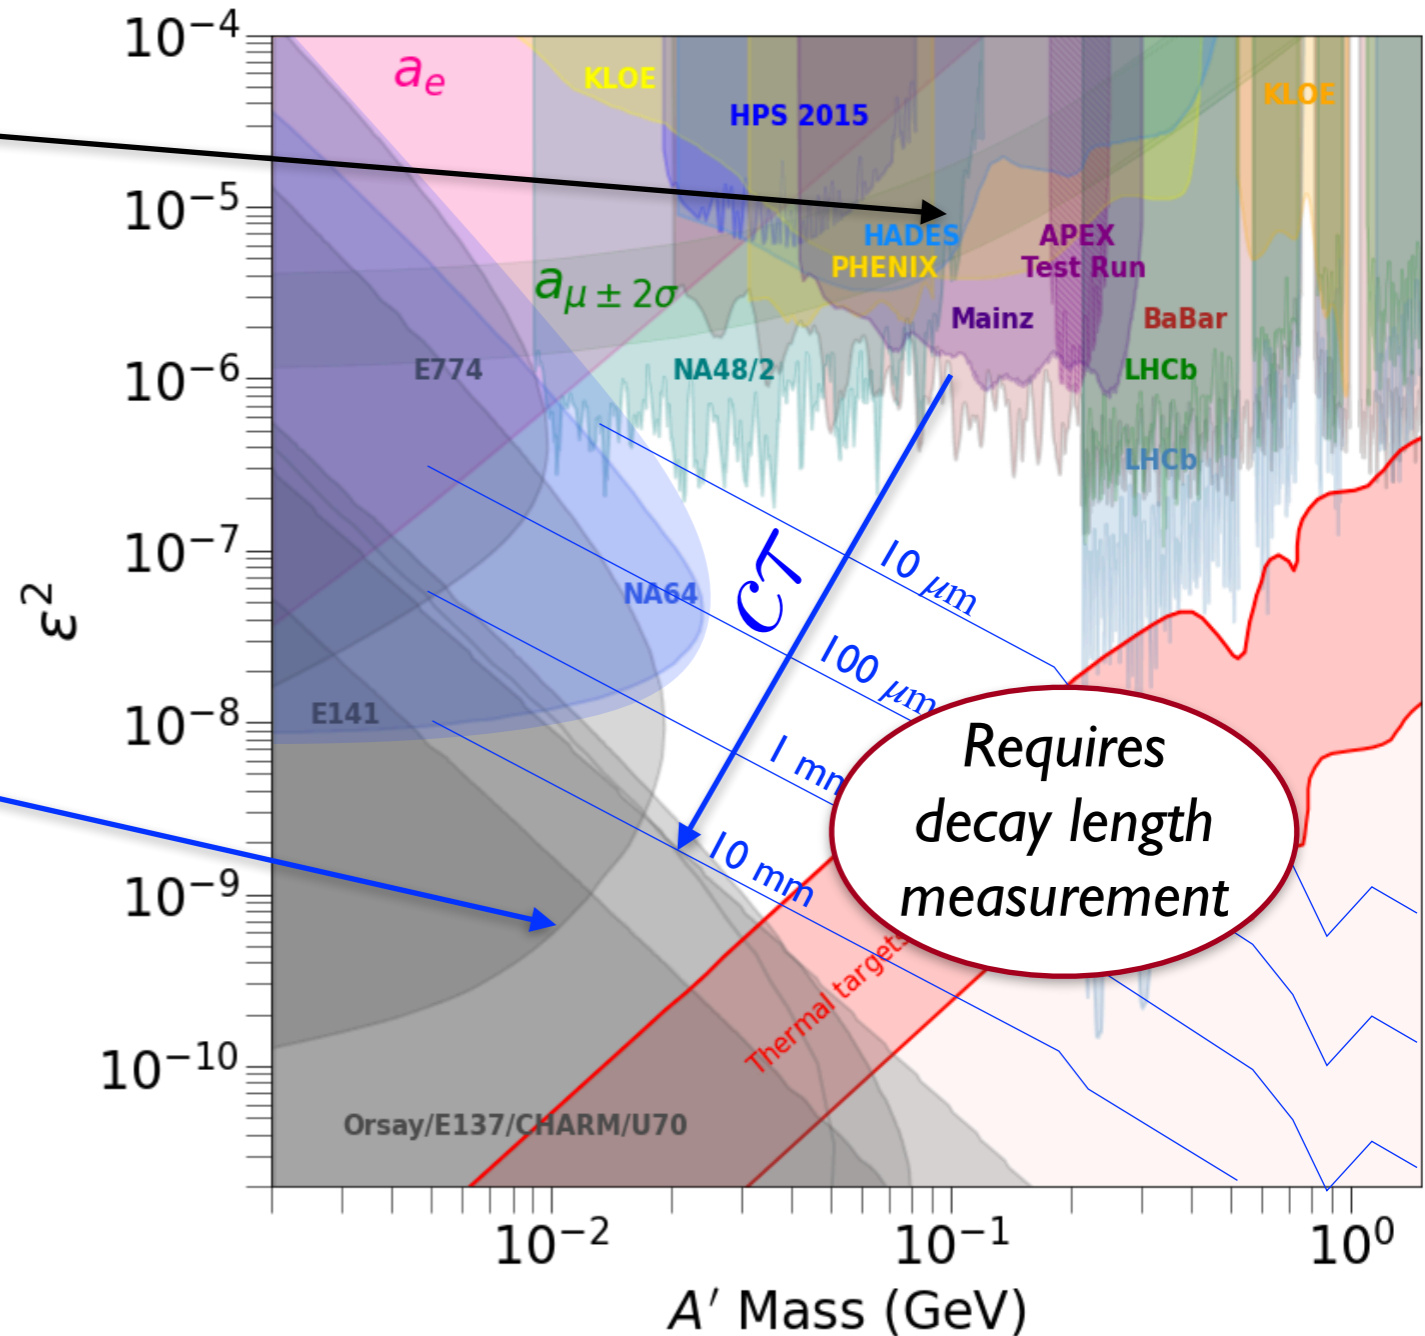 10⁻⁴
10⁻⁵
10⁻⁶
10⁻⁷
10⁻⁸
10⁻⁹
10⁻¹⁰
ε²
aₑ
KLOE
HPS 2015
KLOE
HADES
PHENIX
APEX
Test Run
a_μ ± 2σ
Mainz
BaBar
E774
NA48/2
LHCb
LHCb
NA64
cτ
10 μm
100 μm
1 mm
10 mm
E141
Requires
decay length
measurement
Thermal targets
Orsay/E137/CHARM/U70
10⁻²
10⁻¹
10⁰
A′ Mass (GeV)